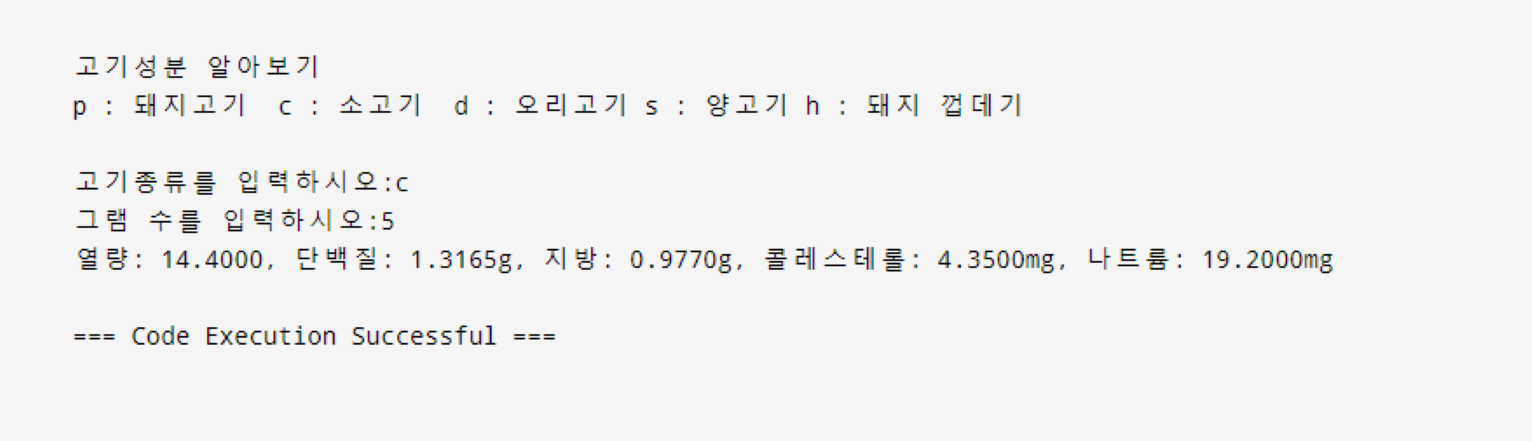 고기성분 알아보기
p : 돼지고기  c : 소고기  d : 오리고기 s : 양고기 h : 돼지 껍데기
고기종류를 입력하시오:c
그램 수를 입력하시오:5
열량: 14.4000, 단백질: 1.3165g, 지방: 0.9770g, 콜레스테롤: 4.3500mg, 나트륨: 19.2000mg
=== Code Execution Successful ===